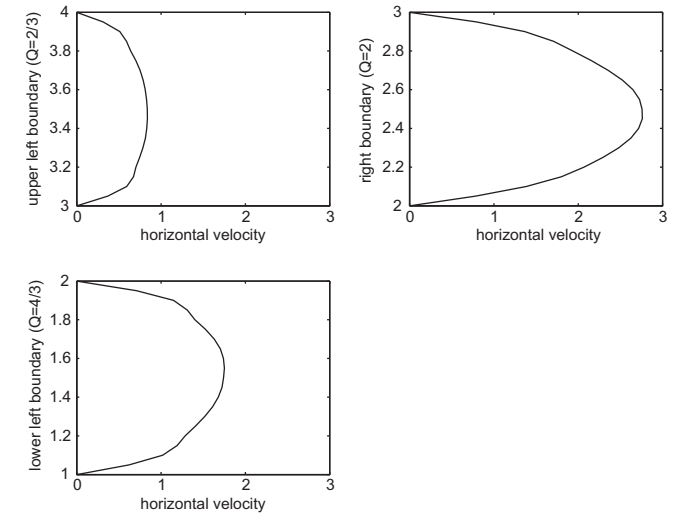 upper left boundary (Q=2/3)
4
3.8
3.6
3.4
3.2
3
0 1 2 3
horizontal velocity
right boundary (Q=2)
3
2.8
2.6
2.4
2.2
2
0 1 2 3
horizontal velocity
lower left boundary (Q=4/3)
2
1.8
1.6
1.4
1.2
1
0 1 2 3
horizontal velocity